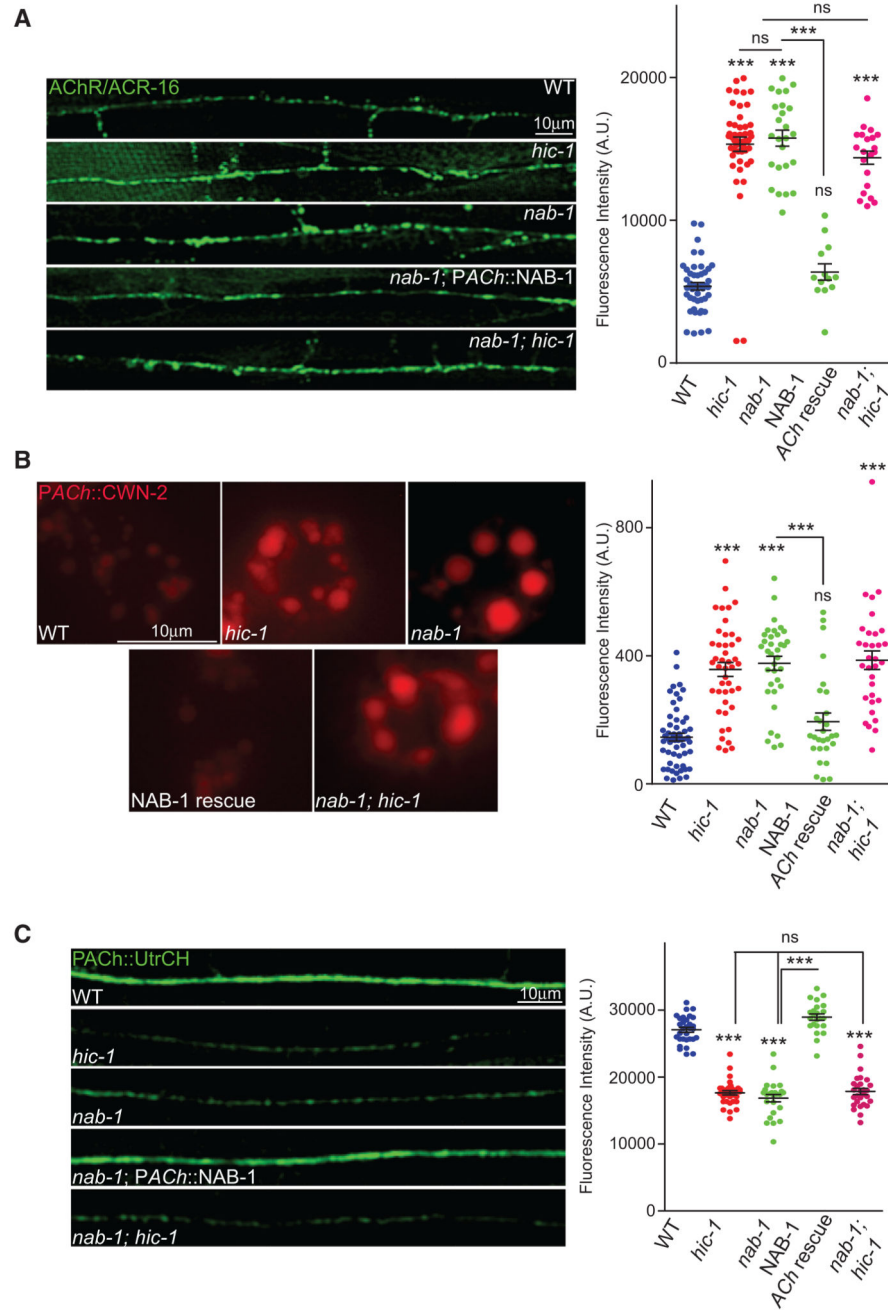 A
AChR/ACR-16
WT
10µm
hic-1
nab-1
nab-1; PACh::NAB-1
nab-1; hic-1
Fluorescence Intensity (A.U.)
20000
10000
0
ns
ns
***
***
***
ns
***
WT
hic-1
nab-1
NAB-1
ACh rescue
nab-1;
hic-1
B
PACh::CWN-2
WT
10µm
hic-1
nab-1
NAB-1 rescue
nab-1; hic-1
Fluorescence Intensity (A.U.)
800
400
0
***
***
***
***
ns
WT
hic-1
nab-1
NAB-1
ACh rescue
nab-1;
hic-1
C
PACh::UtrCH
WT
10µm
hic-1
nab-1
nab-1; PACh::NAB-1
nab-1; hic-1
Fluorescence Intensity (A.U.)
30000
20000
10000
0
ns
***
***
***
***
WT
hic-1
nab-1
NAB-1
ACh rescue
nab-1;
hic-1